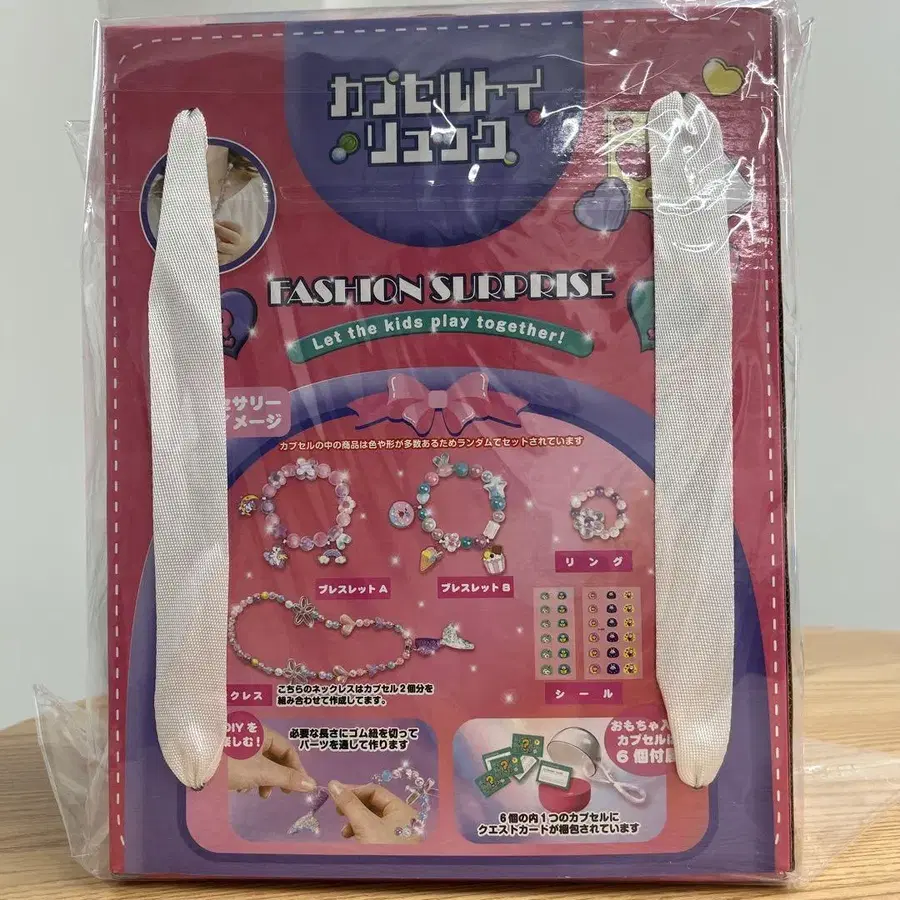 カプセルトイ
リュック
FASHION SURPRISE
Let the kids play together!
セサリー
メージ
カプセルの中の商品は色や形が多数あるためランダムでセットされています
ブレスレットA
ブレスレットB
リング
クレス
こちらのネックレスはカプセル2個分を
組み合わせて作成してます。
シール
DIYを
楽しむ!
必要な長さにゴム紐を切って
パーツを通して作ります
おもちゃ入
カプセル
6個付
6個の内1つのカプセルに
クエストカードが梱包されています